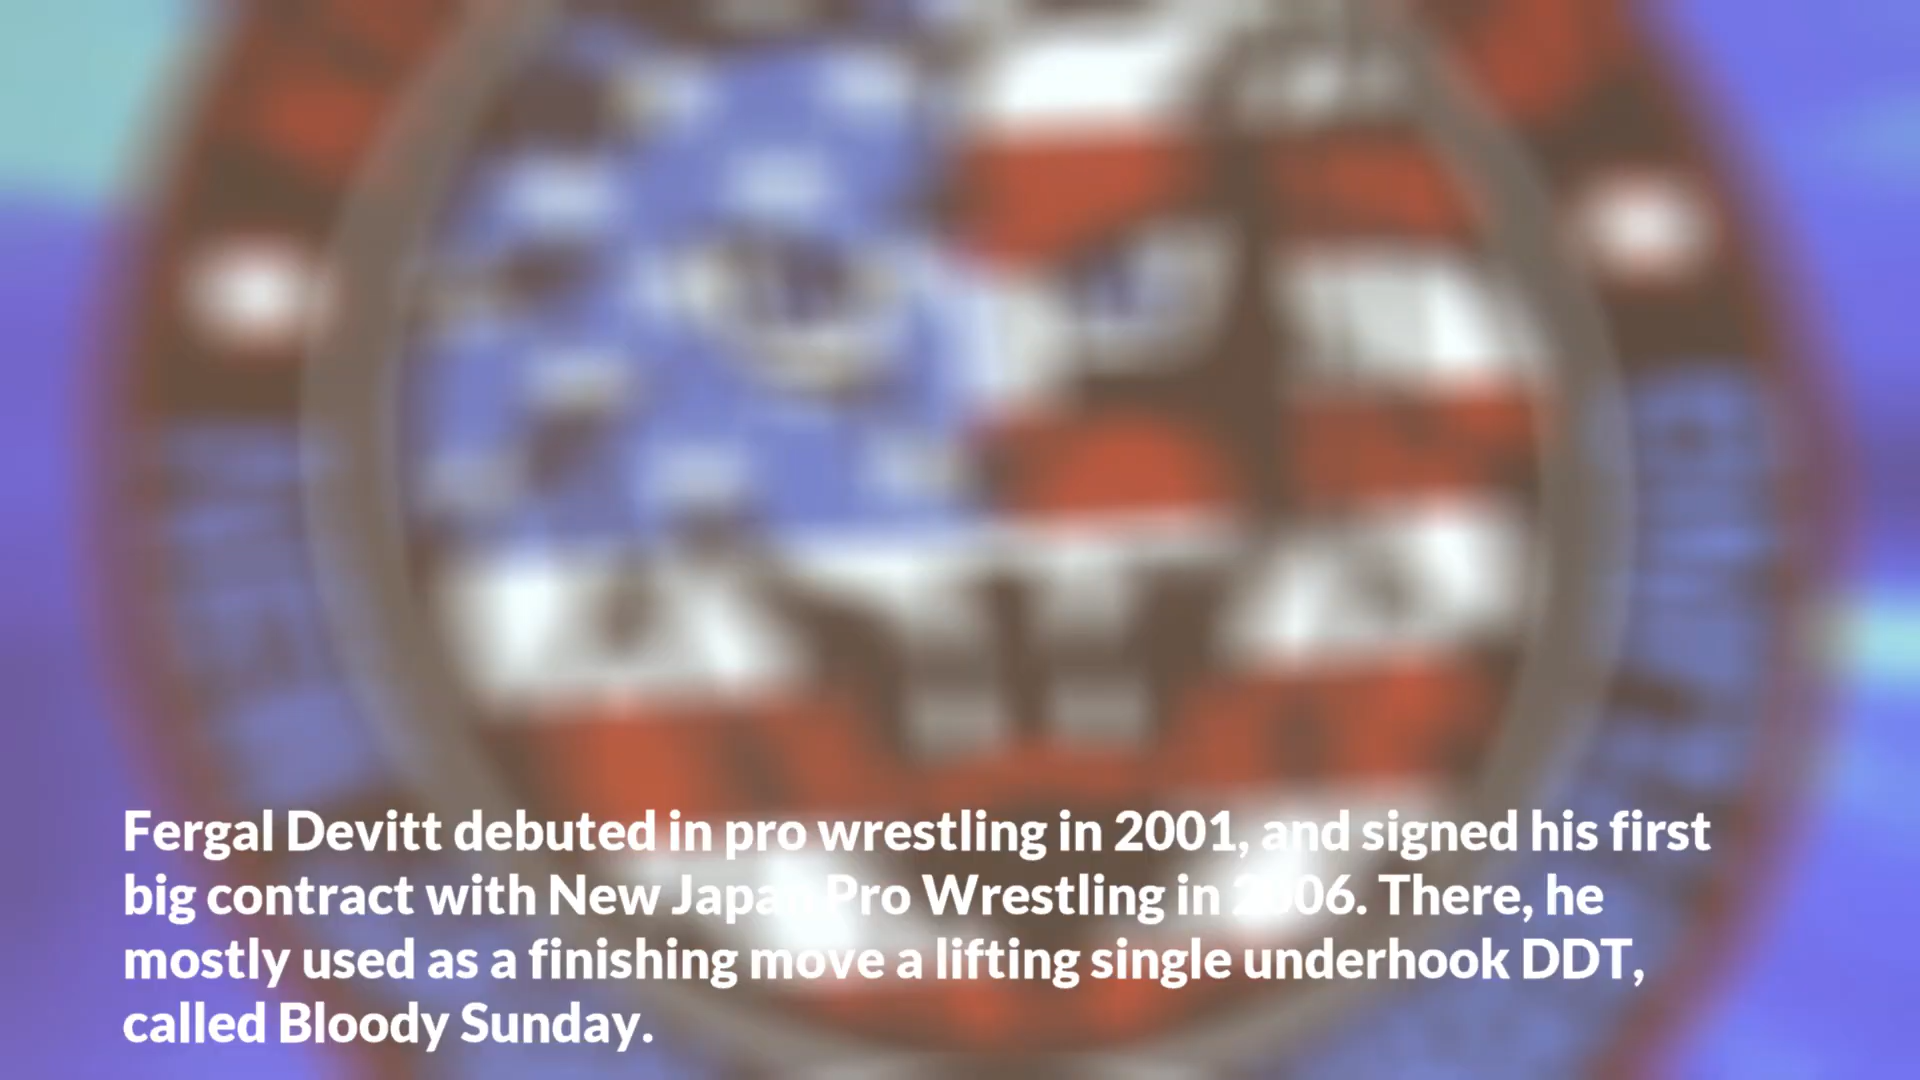 Fergal Devitt debuted in pro wrestling in 2001, and signed his first
big contract with New Japan Pro Wrestling in 2006. There, he
mostly used as a finishing move a lifting single underhook DDT,
called Bloody Sunday.